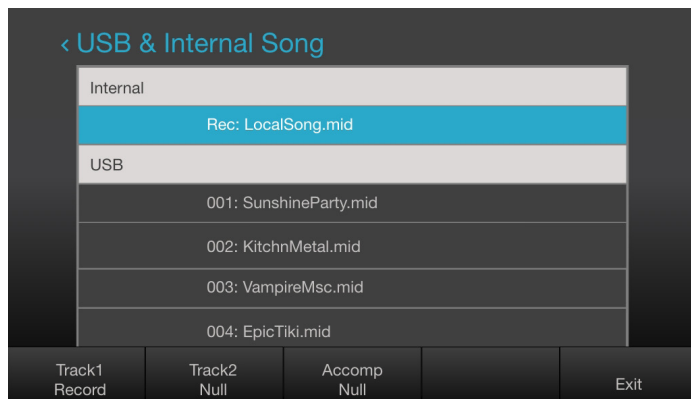 ‹ USB & Internal Song
Internal
Rec: LocalSong.mid
USB
001: SunshineParty.mid
002: KitchnMetal.mid
003: VampireMsc.mid
004: EpicTiki.mid
Track1 Track2 Accomp
Record Null Null Exit